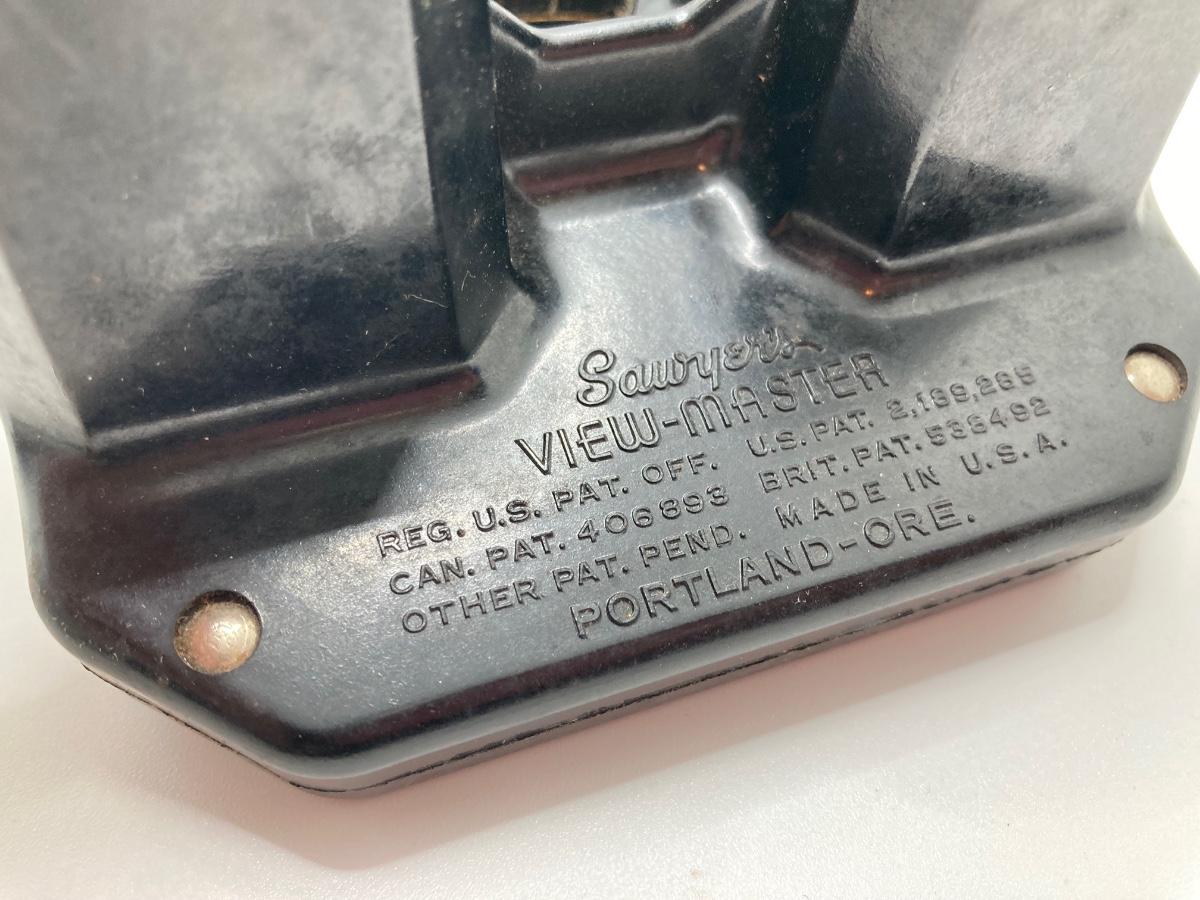 Sawyer's
VIEW-MASTER
REG. U.S. PAT. OFF. U.S. PAT. 2,189,285
CAN. PAT. 406893 BRIT. PAT. 538492
OTHER PAT. PEND. MADE IN U.S.A.
PORTLAND-ORE.